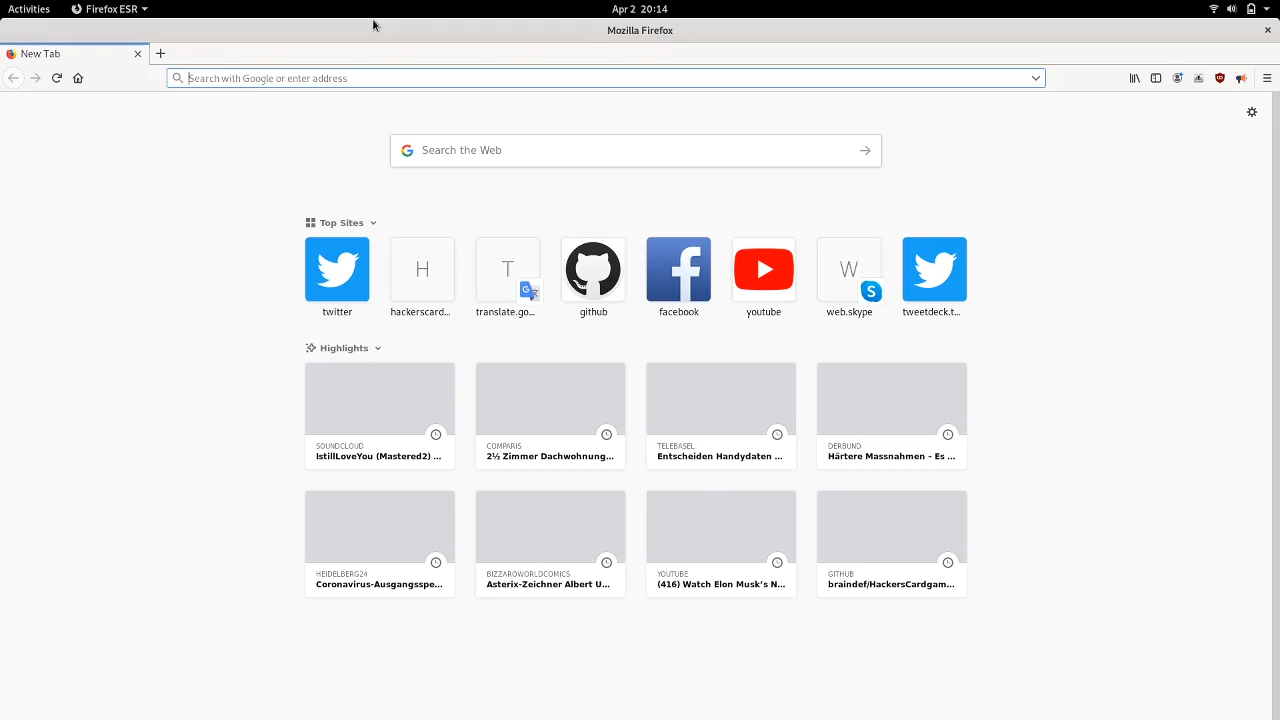 Activities
Firefox ESR
Apr 2 20:14
Mozilla Firefox
New Tab
Search with Google or enter address
Search the Web
Top Sites
H
T
W
twitter
hackerscard...
translate.go...
github
facebook
youtube
web.skype
tweetdeck.t...
Highlights
SOUNDCLOUD
IstillLoveYou (Mastered2) ...
COMPARIS
2½ Zimmer Dachwohnung...
TELEBASEL
Entscheiden Handydaten ...
DERBUND
Härtere Massnahmen – Es ...
HEIDELBERG24
Coronavirus-Ausgangsspe...
BIZZAROWORLDCOMICS
Asterix-Zeichner Albert U...
YOUTUBE
(416) Watch Elon Musk’s N...
GITHUB
braindef/HackersCardgam...